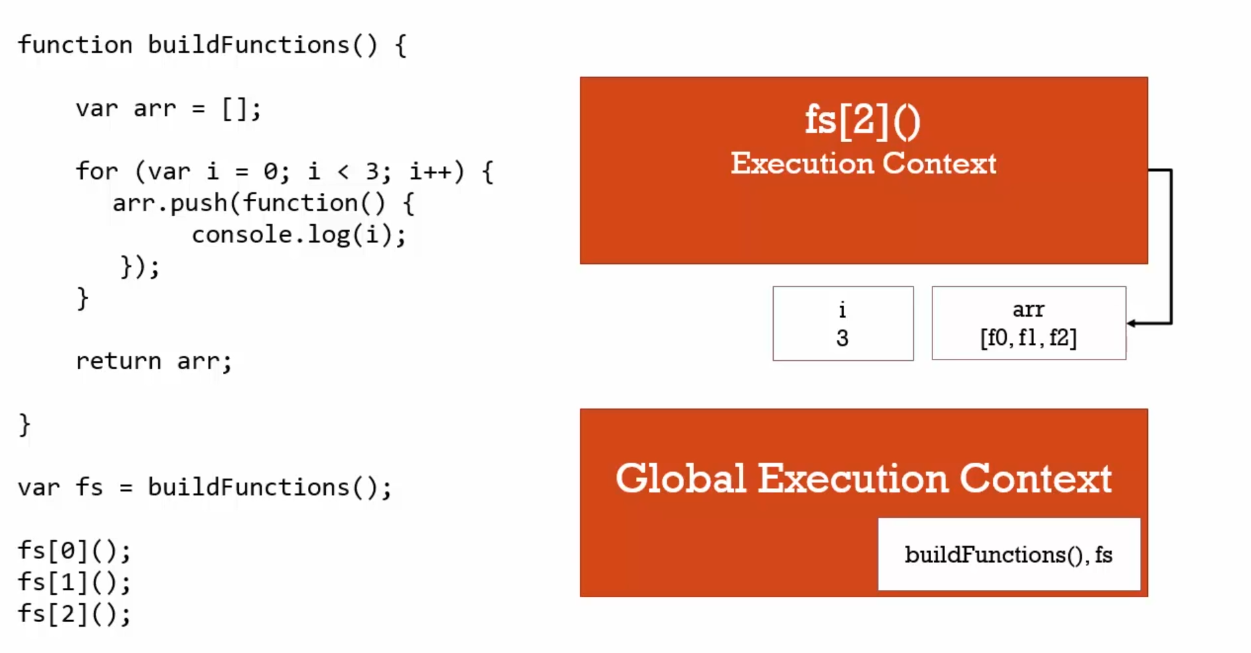 function buildFunctions() {
var arr = [];
for (var i = 0; i < 3; i++) {
arr.push(function() {
console.log(i);
});
}
return arr;
}
var fs = buildFunctions();
fs[0]();
fs[1]();
fs[2]();
fs[2]()
Execution Context
i
3
arr
[f0, f1, f2]
Global Execution Context
buildFunctions(), fs